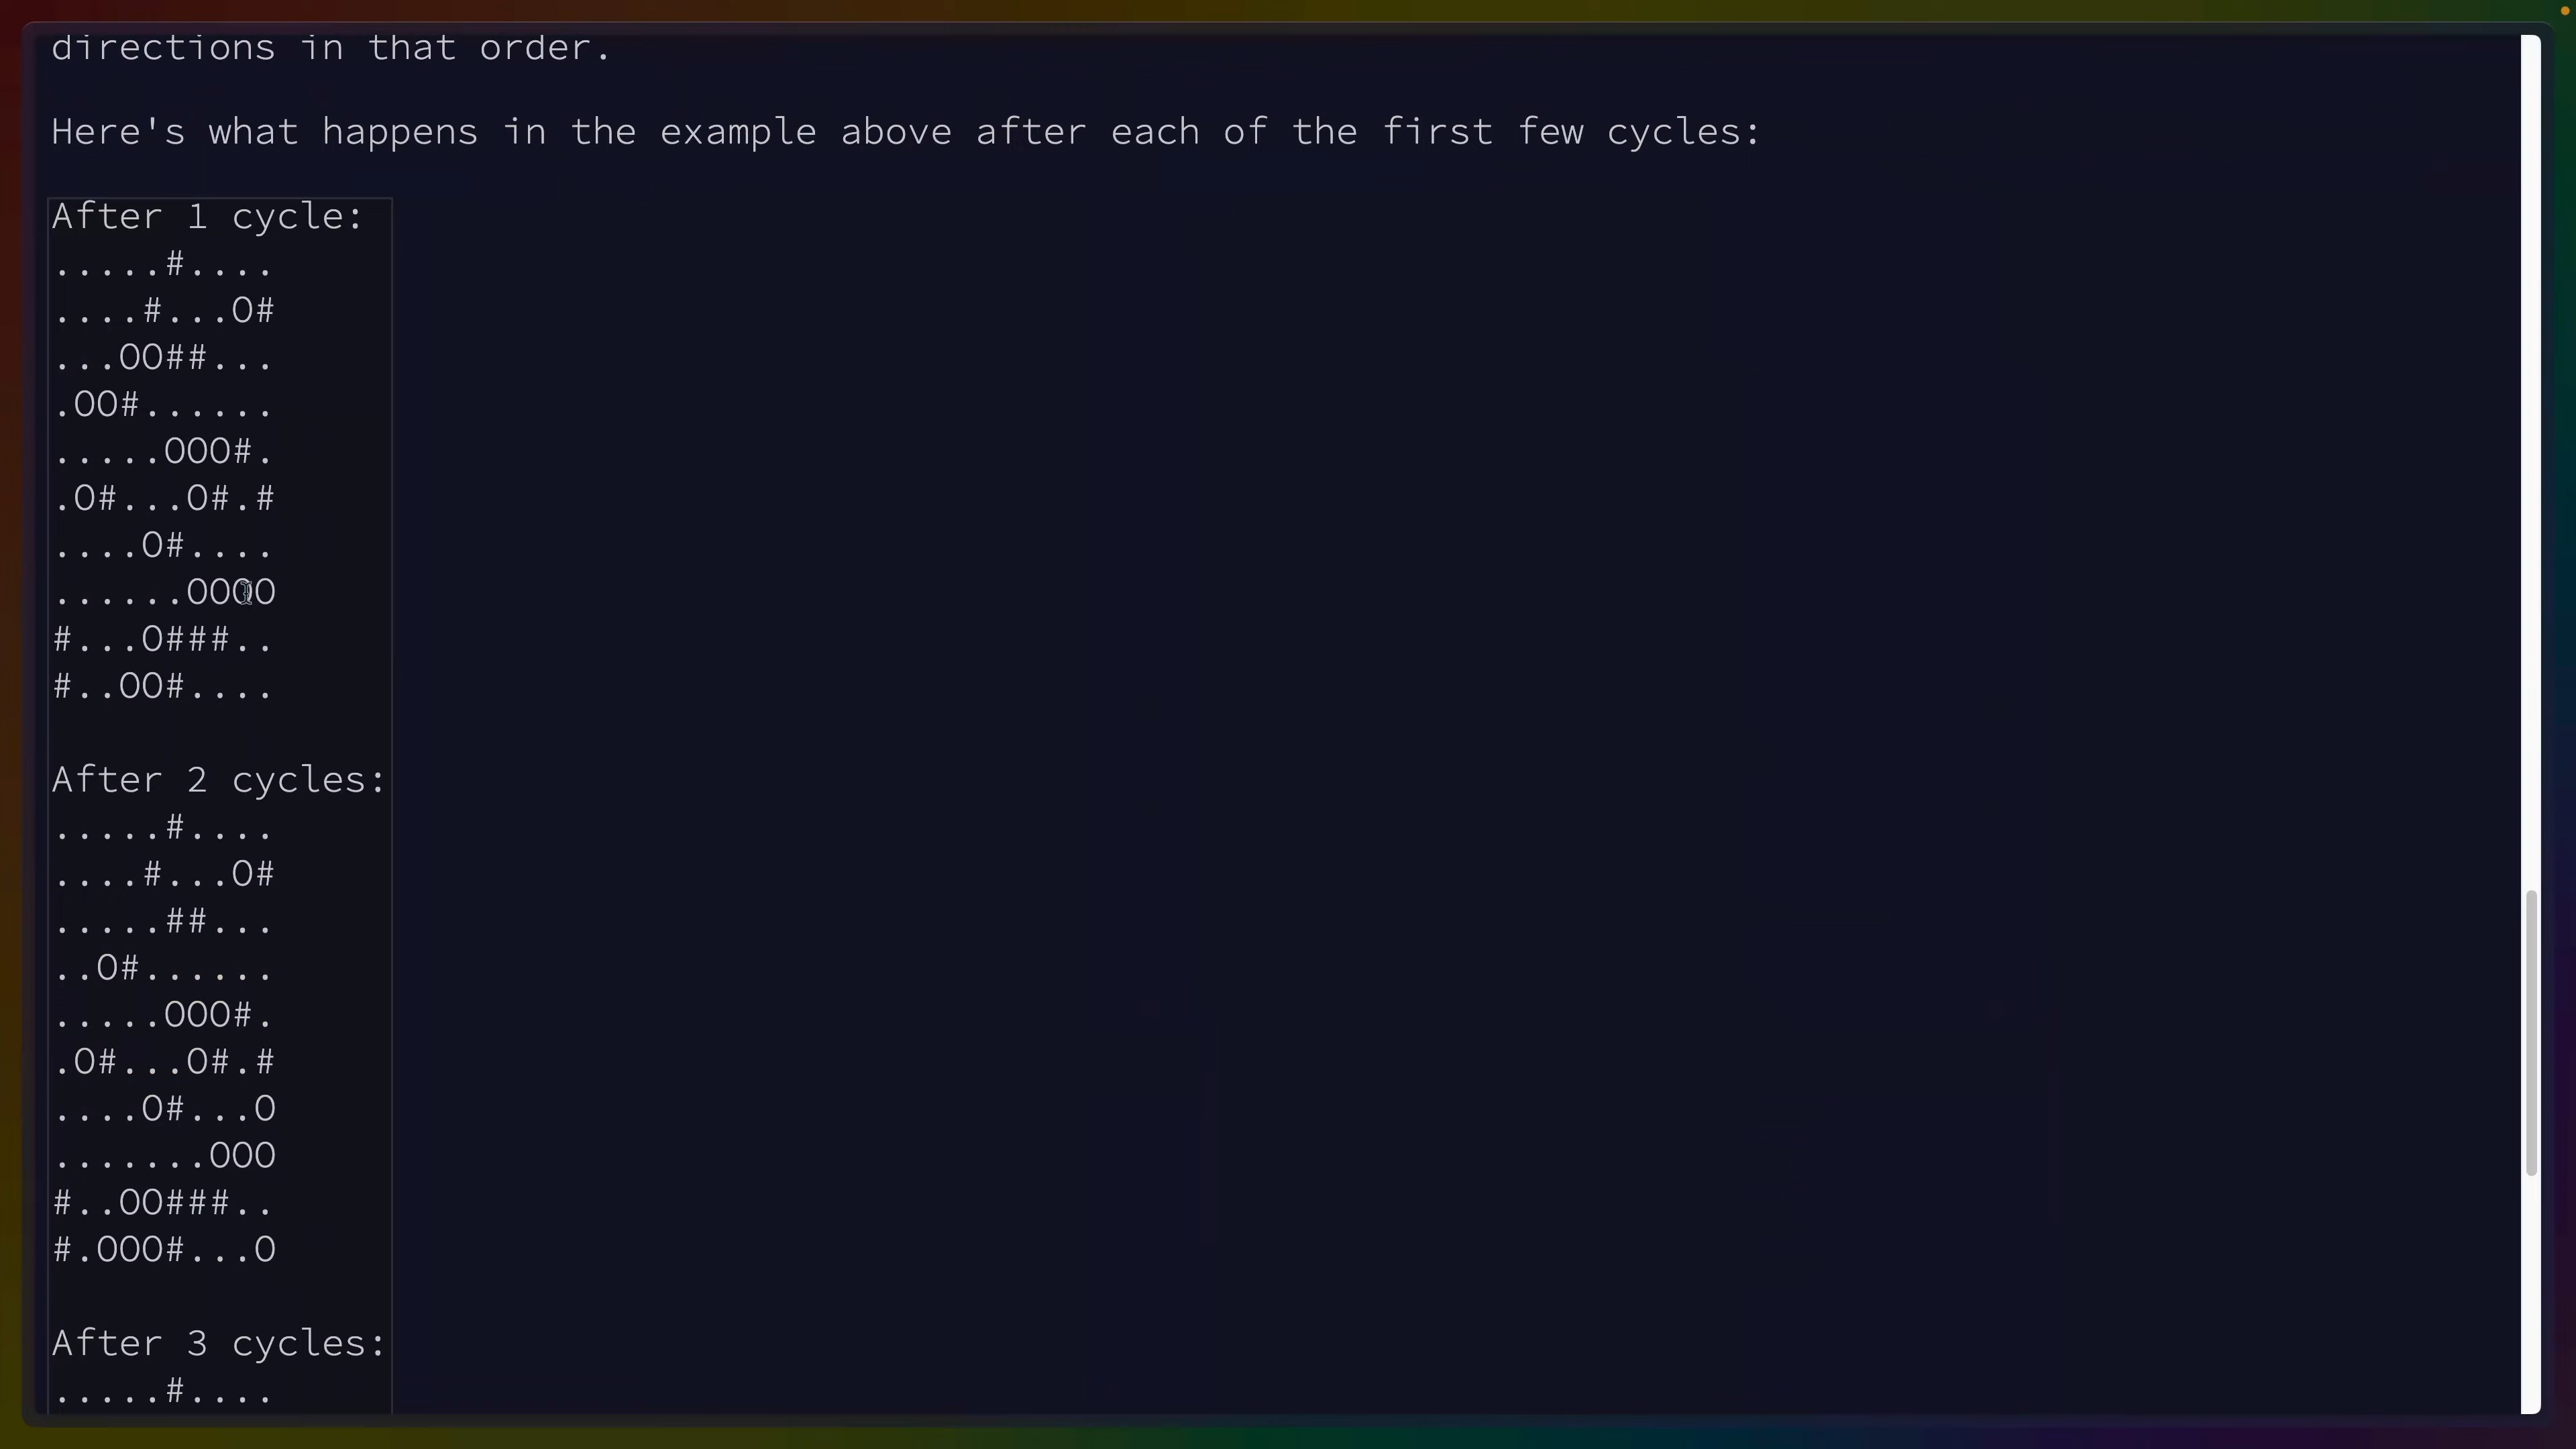 directions in that order.
Here's what happens in the example above after each of the first few cycles:
After 1 cycle:
.....#....
....#...O#
...OO##...
.OO#......
.....OOO#.
.O#...O#.#
....O#....
......OOOO
#...O###..
#..OO#....
After 2 cycles:
.....#....
....#...O#
.....##...
..O#......
.....OOO#.
.O#...O#.#
....O#...O
.......OOO
#..OO###..
#.OOO#...O
After 3 cycles:
.....#....